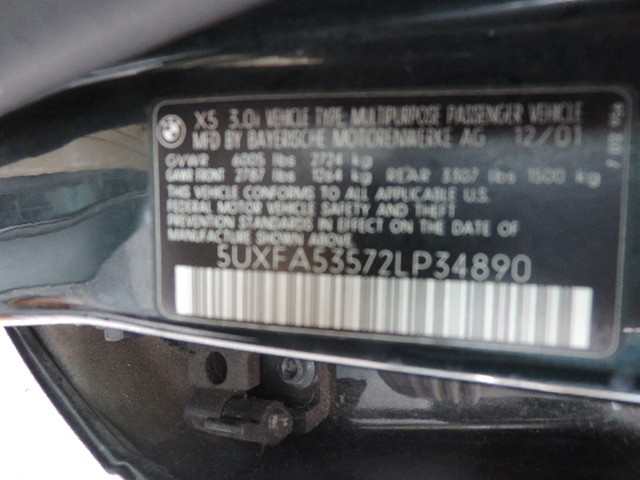 X5 3.0i VEHICLE TYPE: MULTIPURPOSE PASSENGER VEHICLE
MFD BY BAYERISCHE MOTORENWERKE AG 12/01
GVWR 6005 lbs 2724 kg
GAWR FRONT 2787 lbs 1264 kg REAR 3307 lbs 1500 kg
THIS VEHICLE CONFORMS TO ALL APPLICABLE U.S.
FEDERAL MOTOR VEHICLE SAFETY AND THEFT
PREVENTION STANDARDS IN EFFECT ON THE DATE OF
MANUFACTURE SHOWN ABOVE.
5UXFA53572LP34890